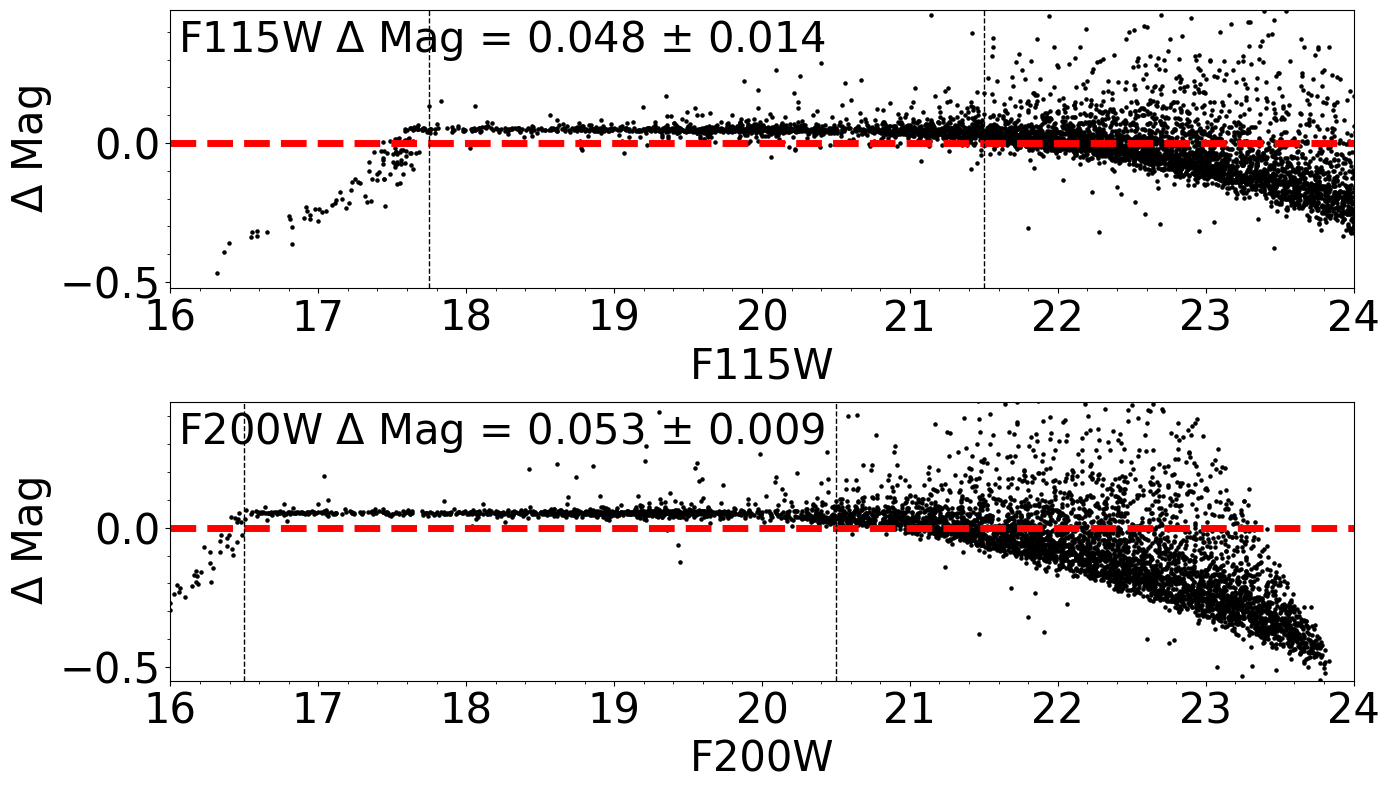 F115W Δ Mag = 0.048 ± 0.014
Δ Mag
0.0
−0.5
16 17 18 19 20 21 22 23 24
F115W
F200W Δ Mag = 0.053 ± 0.009
Δ Mag
0.0
−0.5
16 17 18 19 20 21 22 23 24
F200W